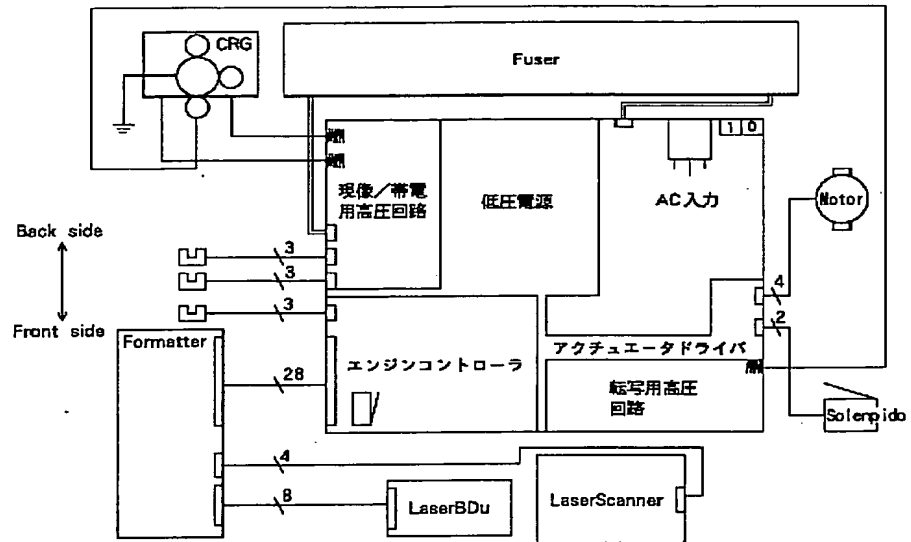 CRG
Fuser
1 0
現像／帯電
用高圧回路
低圧電源
AC入力
Motor
Back side
3
3
3
4
2
Front side
Formatter
エンジンコントローラ
アクチュエータドライバ
28
転写用高圧
回路
Solenpido
4
8
LaserBDu
LaserScanner